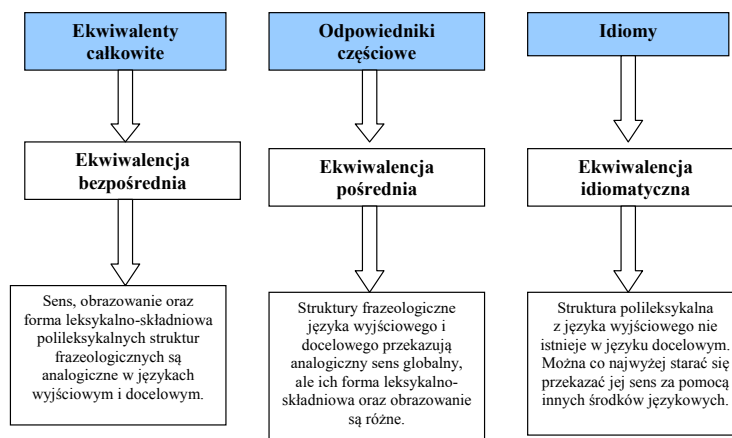 Ekwiwalenty
całkowite
Ekwiwalencja
bezpośrednia
Sens, obrazowanie oraz
forma leksykalno-składniowa
polileksykalnych struktur
frazeologicznych są
analogiczne w językach
wyjściowym i docelowym.
Odpowiedniki
częściowe
Ekwiwalencja
pośrednia
Struktury frazeologiczne
języka wyjściowego i
docelowego przekazują
analogiczny sens globalny,
ale ich forma leksykalno-
składniowa oraz obrazowanie
są różne.
Idiomy
Ekwiwalencja
idiomatyczna
Struktura polileksykalna
z języka wyjściowego nie
istnieje w języku docelowym.
Można co najwyżej starać się
przekazać jej sens za pomocą
innych środków językowych.